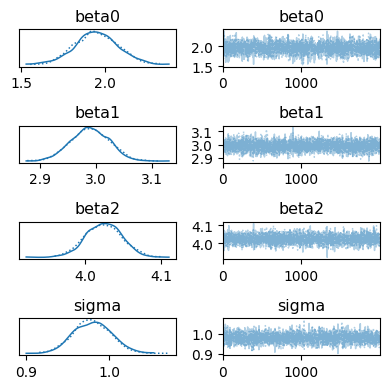 beta0 beta0
2.0
1.5
1.5 2.0 0 1000
beta1 beta1
3.1
3.0
2.9
2.9 3.0 3.1 0 1000
beta2 beta2
4.1
4.0
4.0 4.1 0 1000
sigma sigma
1.0
0.9
0.9 1.0 0 1000